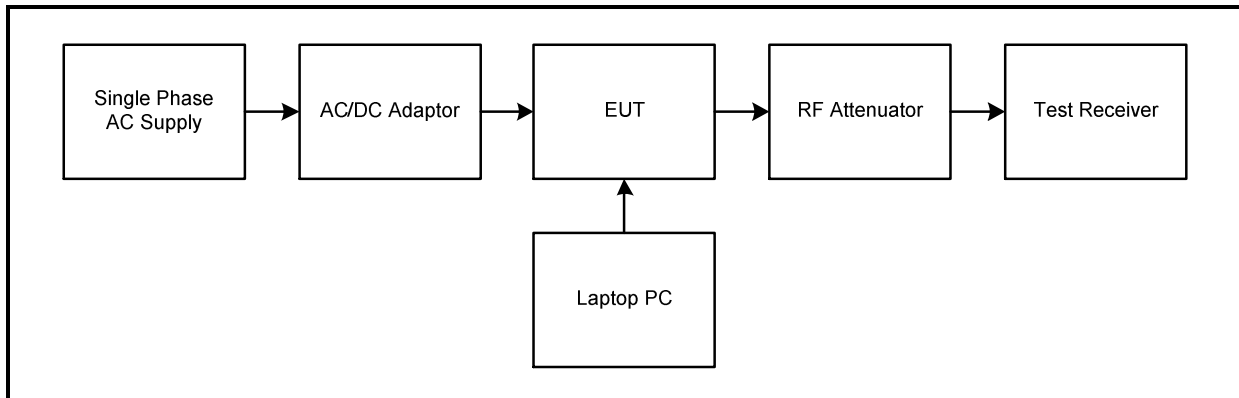 Single Phase
AC Supply
AC/DC Adaptor
EUT
RF Attenuator
Test Receiver
Laptop PC